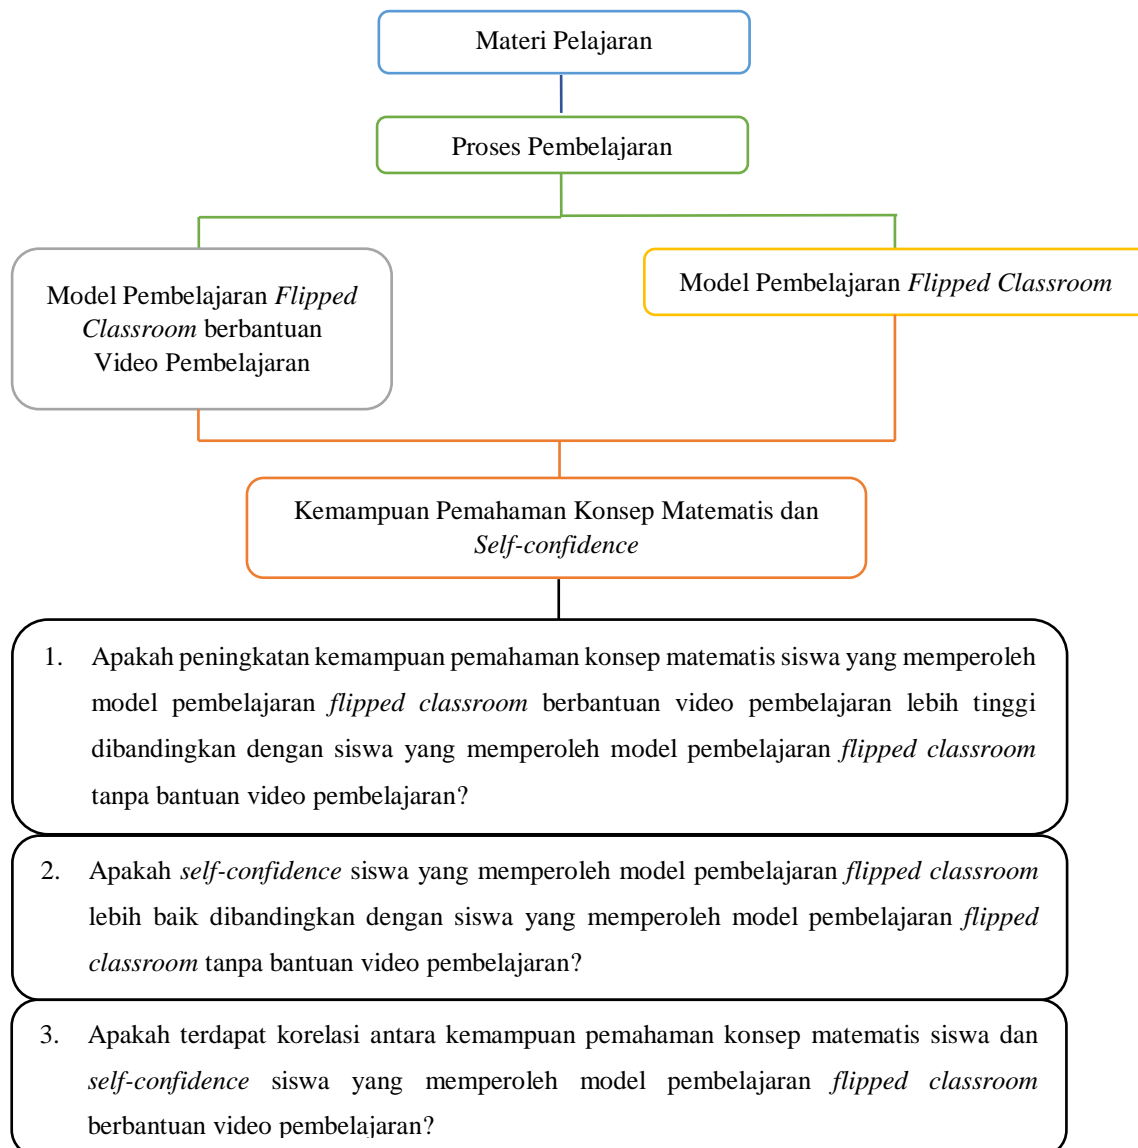 Materi Pelajaran
Proses Pembelajaran
Model Pembelajaran Flipped
Classroom berbantuan
Video Pembelajaran
Model Pembelajaran Flipped Classroom
Kemampuan Pemahaman Konsep Matematis dan
Self-confidence
1. Apakah peningkatan kemampuan pemahaman konsep matematis siswa yang memperoleh
model pembelajaran flipped classroom berbantuan video pembelajaran lebih tinggi
dibandingkan dengan siswa yang memperoleh model pembelajaran flipped classroom
tanpa bantuan video pembelajaran?
2. Apakah self-confidence siswa yang memperoleh model pembelajaran flipped classroom
lebih baik dibandingkan dengan siswa yang memperoleh model pembelajaran flipped
classroom tanpa bantuan video pembelajaran?
3. Apakah terdapat korelasi antara kemampuan pemahaman konsep matematis siswa dan
self-confidence siswa yang memperoleh model pembelajaran flipped classroom
berbantuan video pembelajaran?